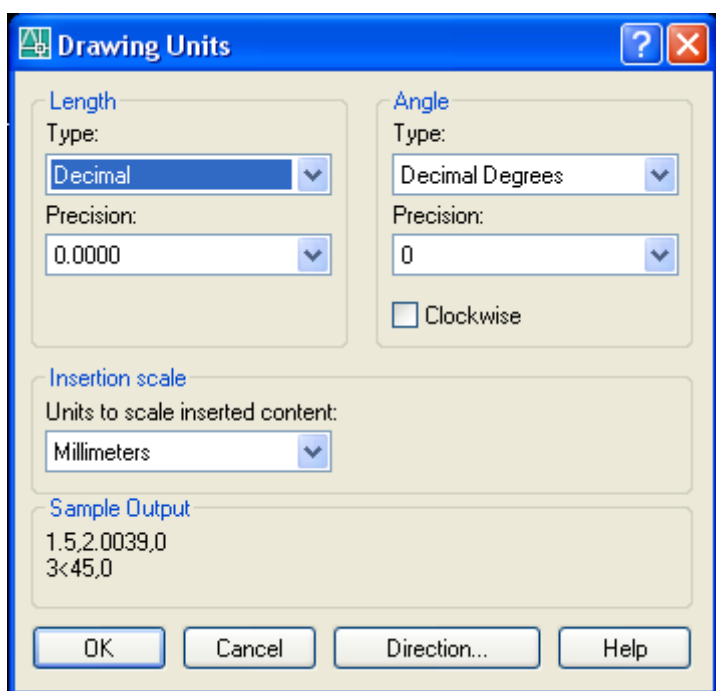 Drawing Units
Length
Type:
Decimal
Precision:
0.0000
Angle
Type:
Decimal Degrees
Precision:
0
Clockwise
Insertion scale
Units to scale inserted content:
Millimeters
Sample Output
1.5,2.0039,0
3<45,0
OK
Cancel
Direction...
Help